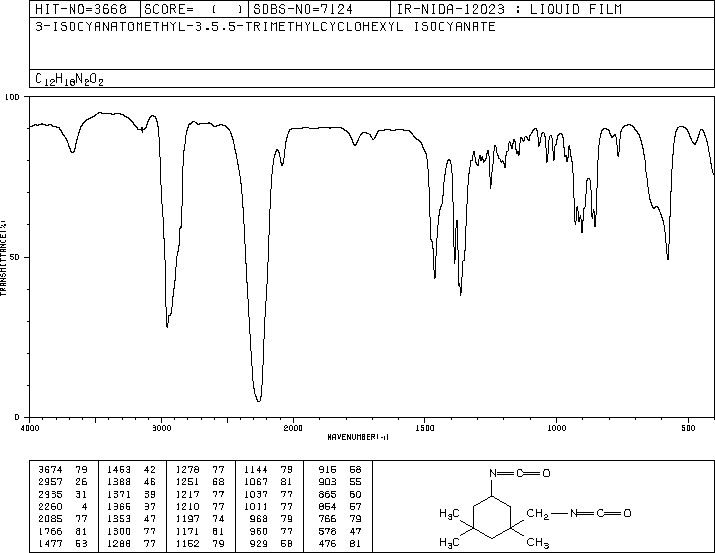 HIT-NO=3668 SCORE= ( ) SDBS-NO=7124 IR-NIDA-12023 : LIQUID FILM
3-ISOCYANATOMETHYL-3,5,5-TRIMETHYLCYCLOHEXYL ISOCYANATE
C12H18N2O2
100
TRANSMITTANCE(%)
50
0
4000 3000 2000 1500 1000 500
WAVENUMBER(-1)
3674 79 1463 42 1278 77 1144 79 916 58
2957 26 1388 46 1251 68 1067 81 903 55
2935 31 1371 39 1217 77 1037 77 865 60
2260 4 1366 37 1210 77 1011 77 854 57
2085 77 1353 47 1197 74 968 79 766 79
1766 81 1300 77 1171 81 960 77 578 47
1477 53 1288 77 1152 79 929 58 476 81
N=C=O
H3C CH2-N=C=O
H3C CH3